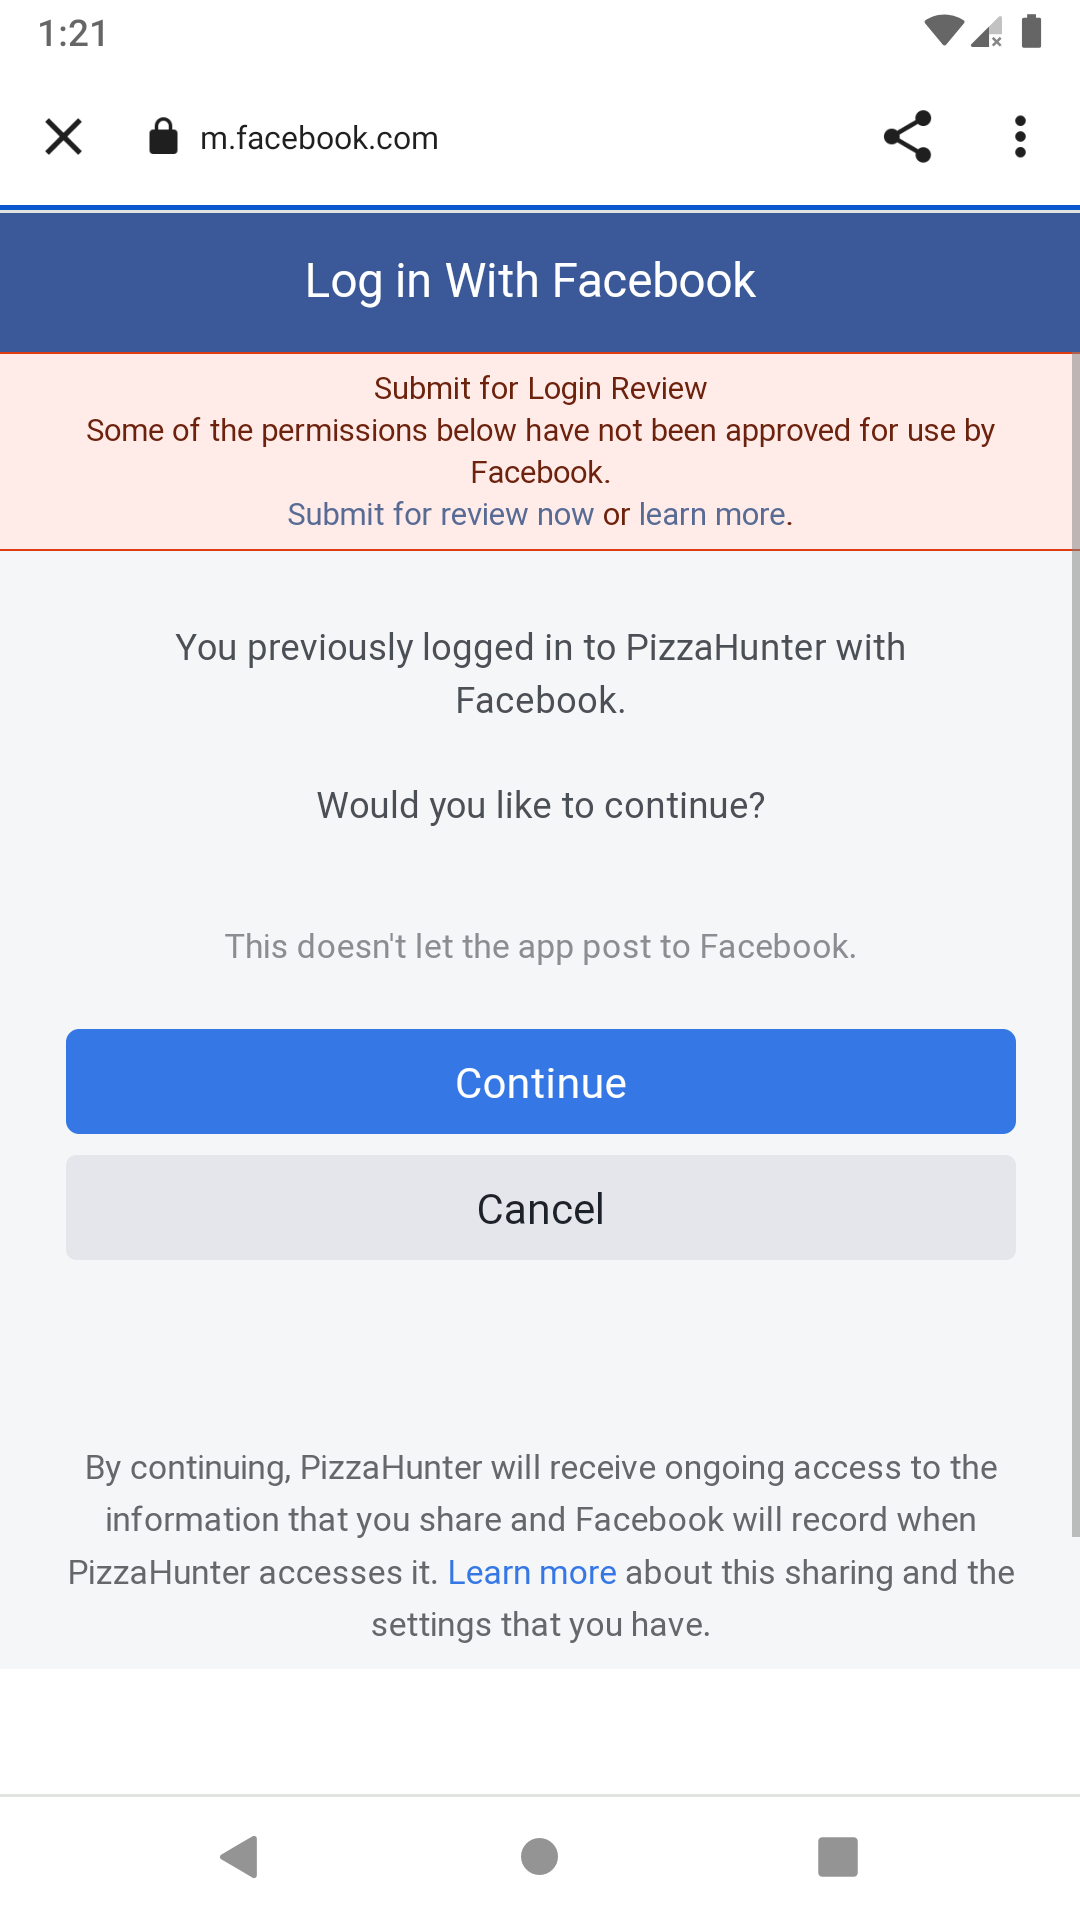 1:21
m.facebook.com
Log in With Facebook
Submit for Login Review
Some of the permissions below have not been approved for use by
Facebook.
Submit for review now or learn more.
You previously logged in to PizzaHunter with
Facebook.
Would you like to continue?
This doesn't let the app post to Facebook.
Continue
Cancel
By continuing, PizzaHunter will receive ongoing access to the
information that you share and Facebook will record when
PizzaHunter accesses it. Learn more about this sharing and the
settings that you have.